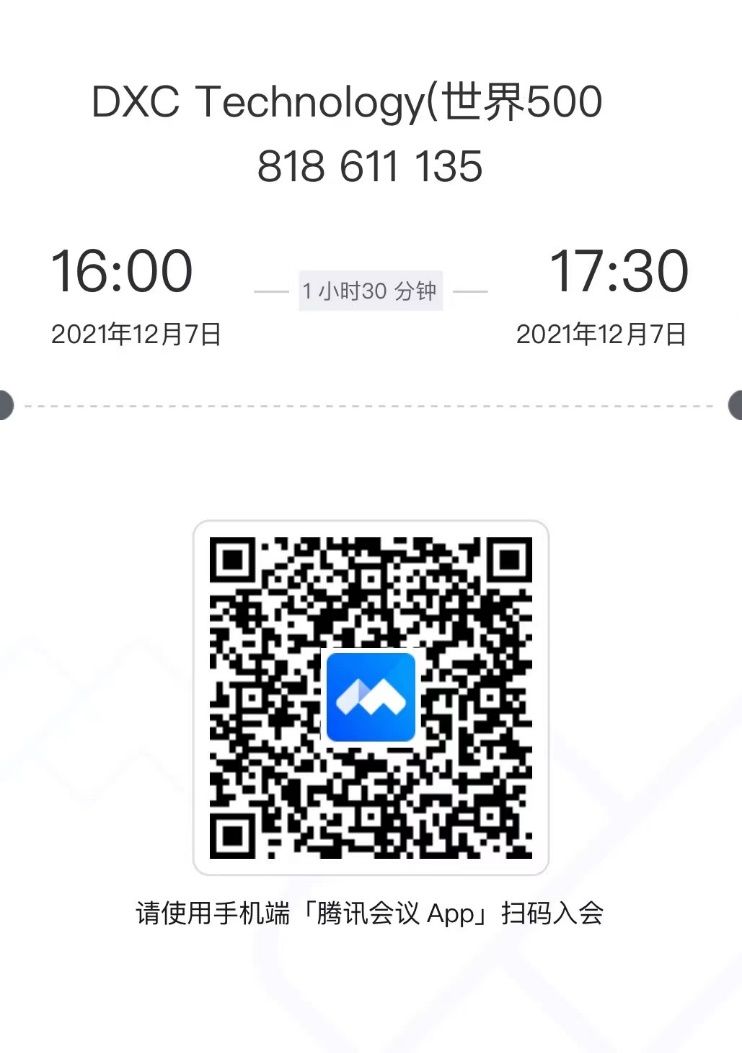 DXC Technology(世界500
818 611 135
16:00
1 小时30 分钟
17:30
2021年12月7日
2021年12月7日
请使用手机端「腾讯会议 App」扫码入会